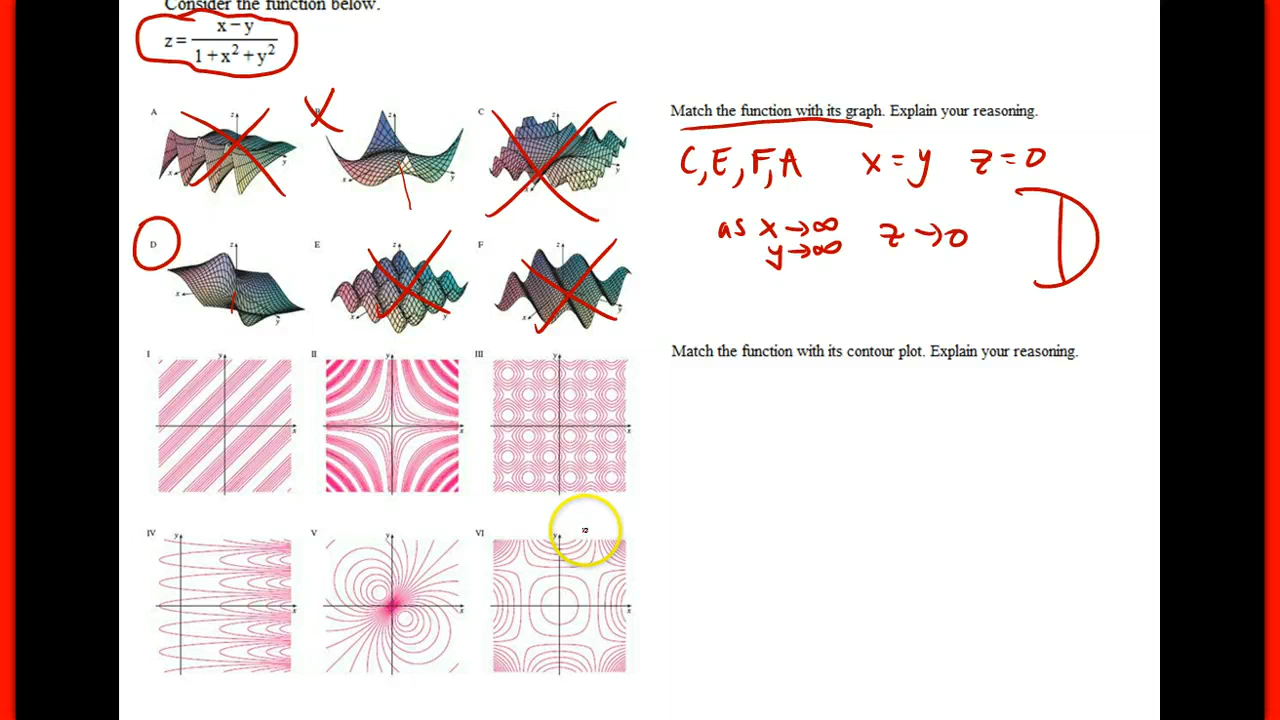 Consider the function below.
z = x − y / 1 + x² + y²
A
B
C
Match the function with its graph. Explain your reasoning.
C, E, F, A x = y z = 0
as x → ∞ z → 0
y → ∞
D
D
E
F
Match the function with its contour plot. Explain your reasoning.
I
II
III
IV
V
VI
z
x
y